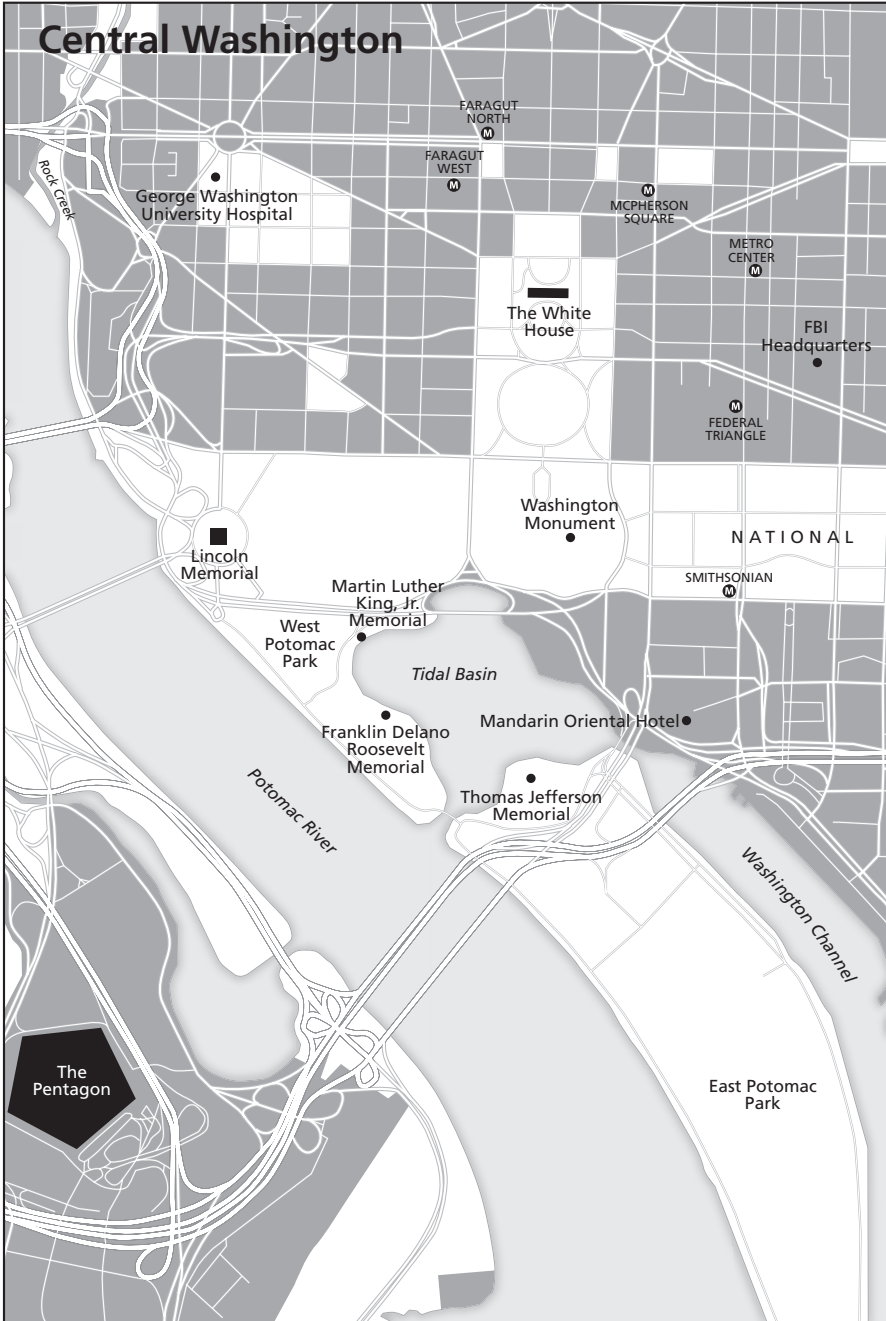 Central Washington
FARAGUT
NORTH
M
FARAGUT
WEST
M
Rock Creek
George Washington
University Hospital
M
MCPHERSON
SQUARE
METRO
CENTER
M
The White
House
FBI
Headquarters
M
FEDERAL
TRIANGLE
Washington
Monument
NATIONAL
Lincoln
Memorial
SMITHSONIAN
M
Martin Luther
King, Jr.
Memorial
West
Potomac
Park
Tidal Basin
Mandarin Oriental Hotel
Franklin Delano
Roosevelt
Memorial
Thomas Jefferson
Memorial
Potomac River
Washington Channel
The
Pentagon
East Potomac
Park